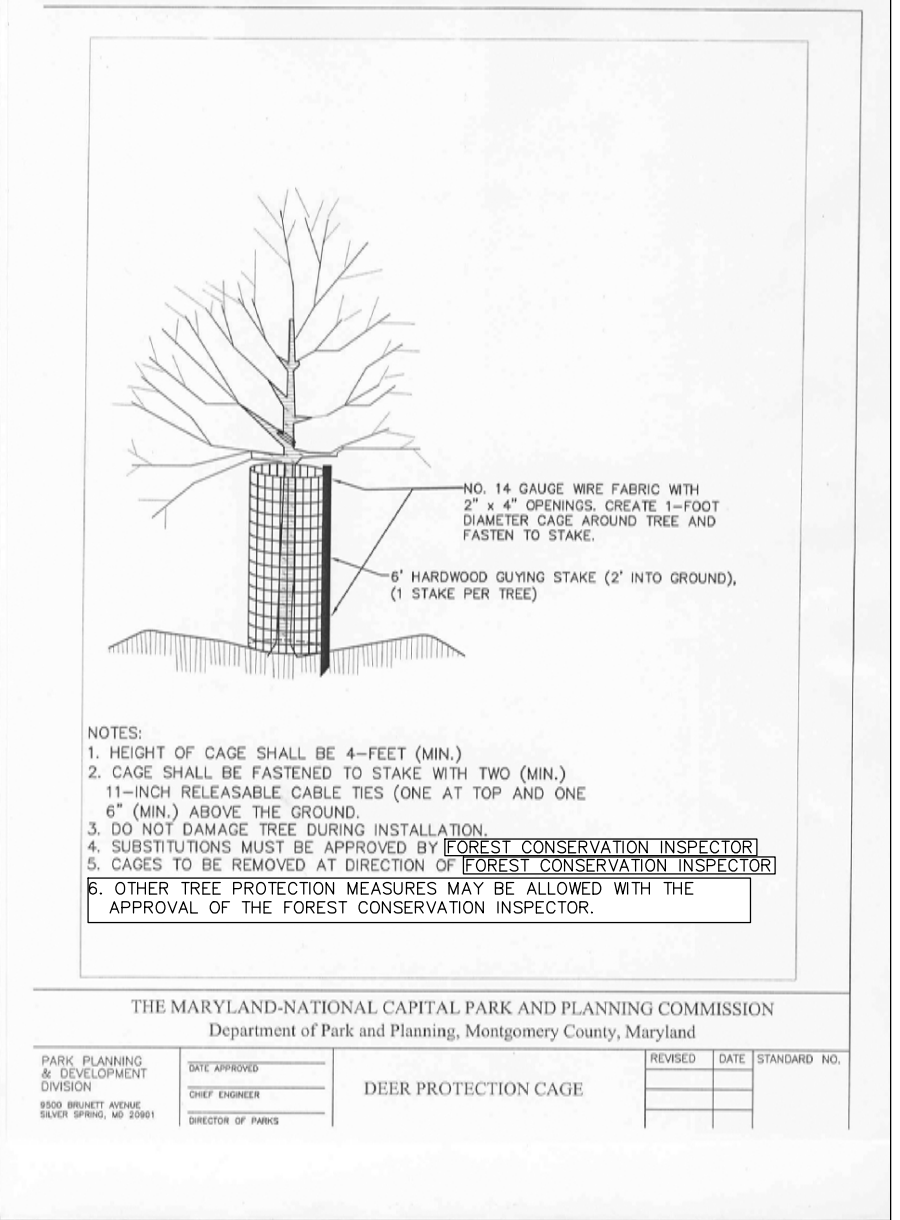 NO. 14 GAUGE WIRE FABRIC WITH
2" x 4" OPENINGS. CREATE 1-FOOT
DIAMETER CAGE AROUND TREE AND
FASTEN TO STAKE.
6' HARDWOOD GUYING STAKE (2' INTO GROUND),
(1 STAKE PER TREE)
NOTES:
1. HEIGHT OF CAGE SHALL BE 4-FEET (MIN.)
2. CAGE SHALL BE FASTENED TO STAKE WITH TWO (MIN.)
11-INCH RELEASABLE CABLE TIES (ONE AT TOP AND ONE
6" (MIN.) ABOVE THE GROUND.
3. DO NOT DAMAGE TREE DURING INSTALLATION.
4. SUBSTITUTIONS MUST BE APPROVED BY FOREST CONSERVATION INSPECTOR
5. CAGES TO BE REMOVED AT DIRECTION OF FOREST CONSERVATION INSPECTOR
6. OTHER TREE PROTECTION MEASURES MAY BE ALLOWED WITH THE
APPROVAL OF THE FOREST CONSERVATION INSPECTOR.
THE MARYLAND-NATIONAL CAPITAL PARK AND PLANNING COMMISSION
Department of Park and Planning, Montgomery County, Maryland
PARK PLANNING
& DEVELOPMENT
DIVISION
9500 BRUNETT AVENUE
SILVER SPRING, MD 20901
DATE APPROVED
CHIEF ENGINEER
DIRECTOR OF PARKS
DEER PROTECTION CAGE
REVISED DATE STANDARD NO.